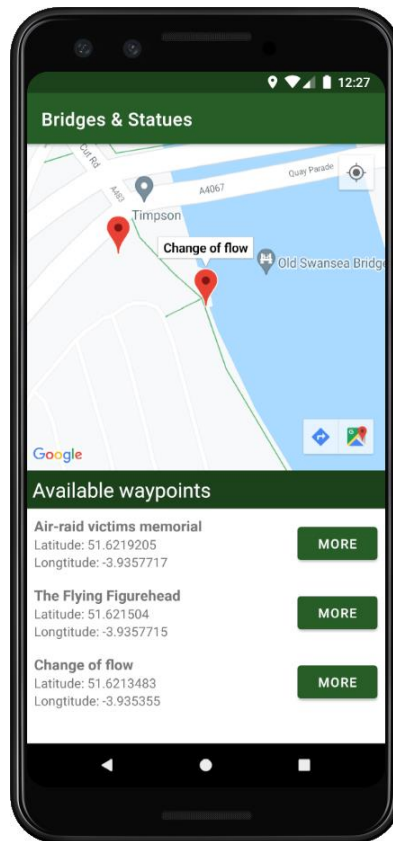 12:27
Bridges & Statues
Cut Rd
A483
A4067
Quay Parade
Timpson
Change of flow
Old Swansea Bridge
Google
Available waypoints
Air-raid victims memorial
Latitude: 51.6219205
Longtitude: -3.9357717
MORE
The Flying Figurehead
Latitude: 51.621504
Longtitude: -3.9357715
MORE
Change of flow
Latitude: 51.6213483
Longtitude: -3.935355
MORE